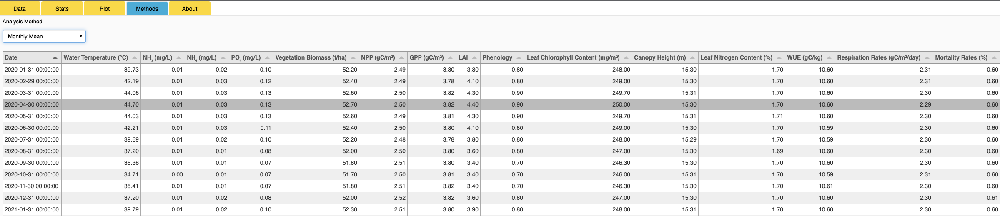 Data Stats Plot Methods About
Analysis Method
Monthly Mean
Date Water Temperature (°C) NH₃ (mg/L) NH₄ (mg/L) PO₄ (mg/L) Vegetation Biomass (t/ha) NPP (gC/m²) GPP (gC/m²) LAI Phenology Leaf Chlorophyll Content (mg/m²) Canopy Height (m) Leaf Nitrogen Content (%) WUE (gC/kg) Respiration Rates (gC/m²/day) Mortality Rates (%)
2020-01-31 00:00:00 39.73 0.01 0.02 0.10 52.20 2.49 3.80 3.80 0.80 248.00 15.30 1.70 10.60 2.31 0.60
2020-02-29 00:00:00 42.19 0.01 0.03 0.12 52.40 2.49 3.78 4.10 0.80 249.00 15.30 1.70 10.60 2.31 0.60
2020-03-31 00:00:00 44.06 0.01 0.03 0.13 52.60 2.50 3.82 4.30 0.90 249.70 15.31 1.70 10.60 2.30 0.60
2020-04-30 00:00:00 44.70 0.01 0.03 0.13 52.70 2.50 3.82 4.40 0.90 250.00 15.30 1.70 10.60 2.29 0.60
2020-05-31 00:00:00 44.03 0.01 0.03 0.13 52.60 2.49 3.81 4.30 0.90 249.70 15.31 1.71 10.60 2.30 0.60
2020-06-30 00:00:00 42.21 0.01 0.03 0.11 52.40 2.50 3.80 4.10 0.80 249.00 15.30 1.70 10.59 2.30 0.60
2020-07-31 00:00:00 39.69 0.01 0.02 0.10 52.20 2.48 3.78 3.80 0.80 248.00 15.29 1.70 10.59 2.30 0.60
2020-08-31 00:00:00 37.20 0.01 0.01 0.08 52.00 2.50 3.80 3.60 0.80 247.00 15.30 1.69 10.60 2.30 0.60
2020-09-30 00:00:00 35.36 0.01 0.01 0.07 51.80 2.51 3.80 3.40 0.70 246.30 15.30 1.70 10.60 2.30 0.60
2020-10-31 00:00:00 34.71 0.00 0.01 0.07 51.70 2.50 3.81 3.40 0.70 246.00 15.31 1.70 10.59 2.31 0.60
2020-11-30 00:00:00 35.41 0.01 0.01 0.07 51.80 2.51 3.82 3.40 0.70 246.30 15.30 1.70 10.61 2.30 0.60
2020-12-31 00:00:00 37.20 0.01 0.02 0.08 52.00 2.52 3.82 3.60 0.80 247.00 15.30 1.70 10.60 2.30 0.61
2021-01-31 00:00:00 39.79 0.01 0.02 0.10 52.30 2.51 3.80 3.90 0.80 248.00 15.31 1.70 10.60 2.30 0.60